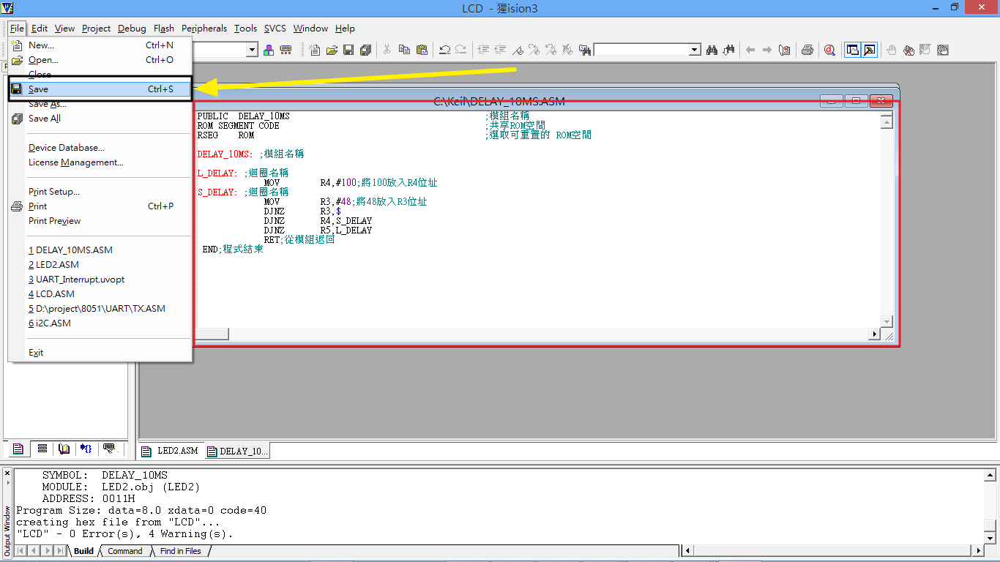 LCD - 猩ision3
File Edit View Project Debug Flash Peripherals Tools SVCS Window Help
New... Ctrl+N
Open... Ctrl+O
Close
Save Ctrl+S
Save As...
Save All
Device Database...
License Management...
Print Setup...
Print Ctrl+P
Print Preview
1 DELAY_10MS.ASM
2 LED2.ASM
3 UART_Interrupt.uvopt
4 LCD.ASM
5 D:\project\8051\UART\TX.ASM
6 i2C.ASM
Exit
C:\Keil\DELAY_10MS.ASM
PUBLIC DELAY_10MS ;模組名稱
ROM SEGMENT CODE ;共享ROM空間
RSEG ROM ;選取可重置的 ROM空間
DELAY_10MS: ;模組名稱
L_DELAY: ;迴圈名稱
MOV R4,#100;將100放入R4位址
S_DELAY: ;迴圈名稱
MOV R3,#48;將48放入R3位址
DJNZ R3,$
DJNZ R4,S_DELAY
DJNZ R5,L_DELAY
RET;從模組返回
END;程式結束
LED2.ASM DELAY_10...
SYMBOL: DELAY_10MS
MODULE: LED2.obj (LED2)
ADDRESS: 0011H
Program Size: data=8.0 xdata=0 code=40
creating hex file from "LCD"...
"LCD" - 0 Error(s), 4 Warning(s).
Output Window
Build Command Find in Files